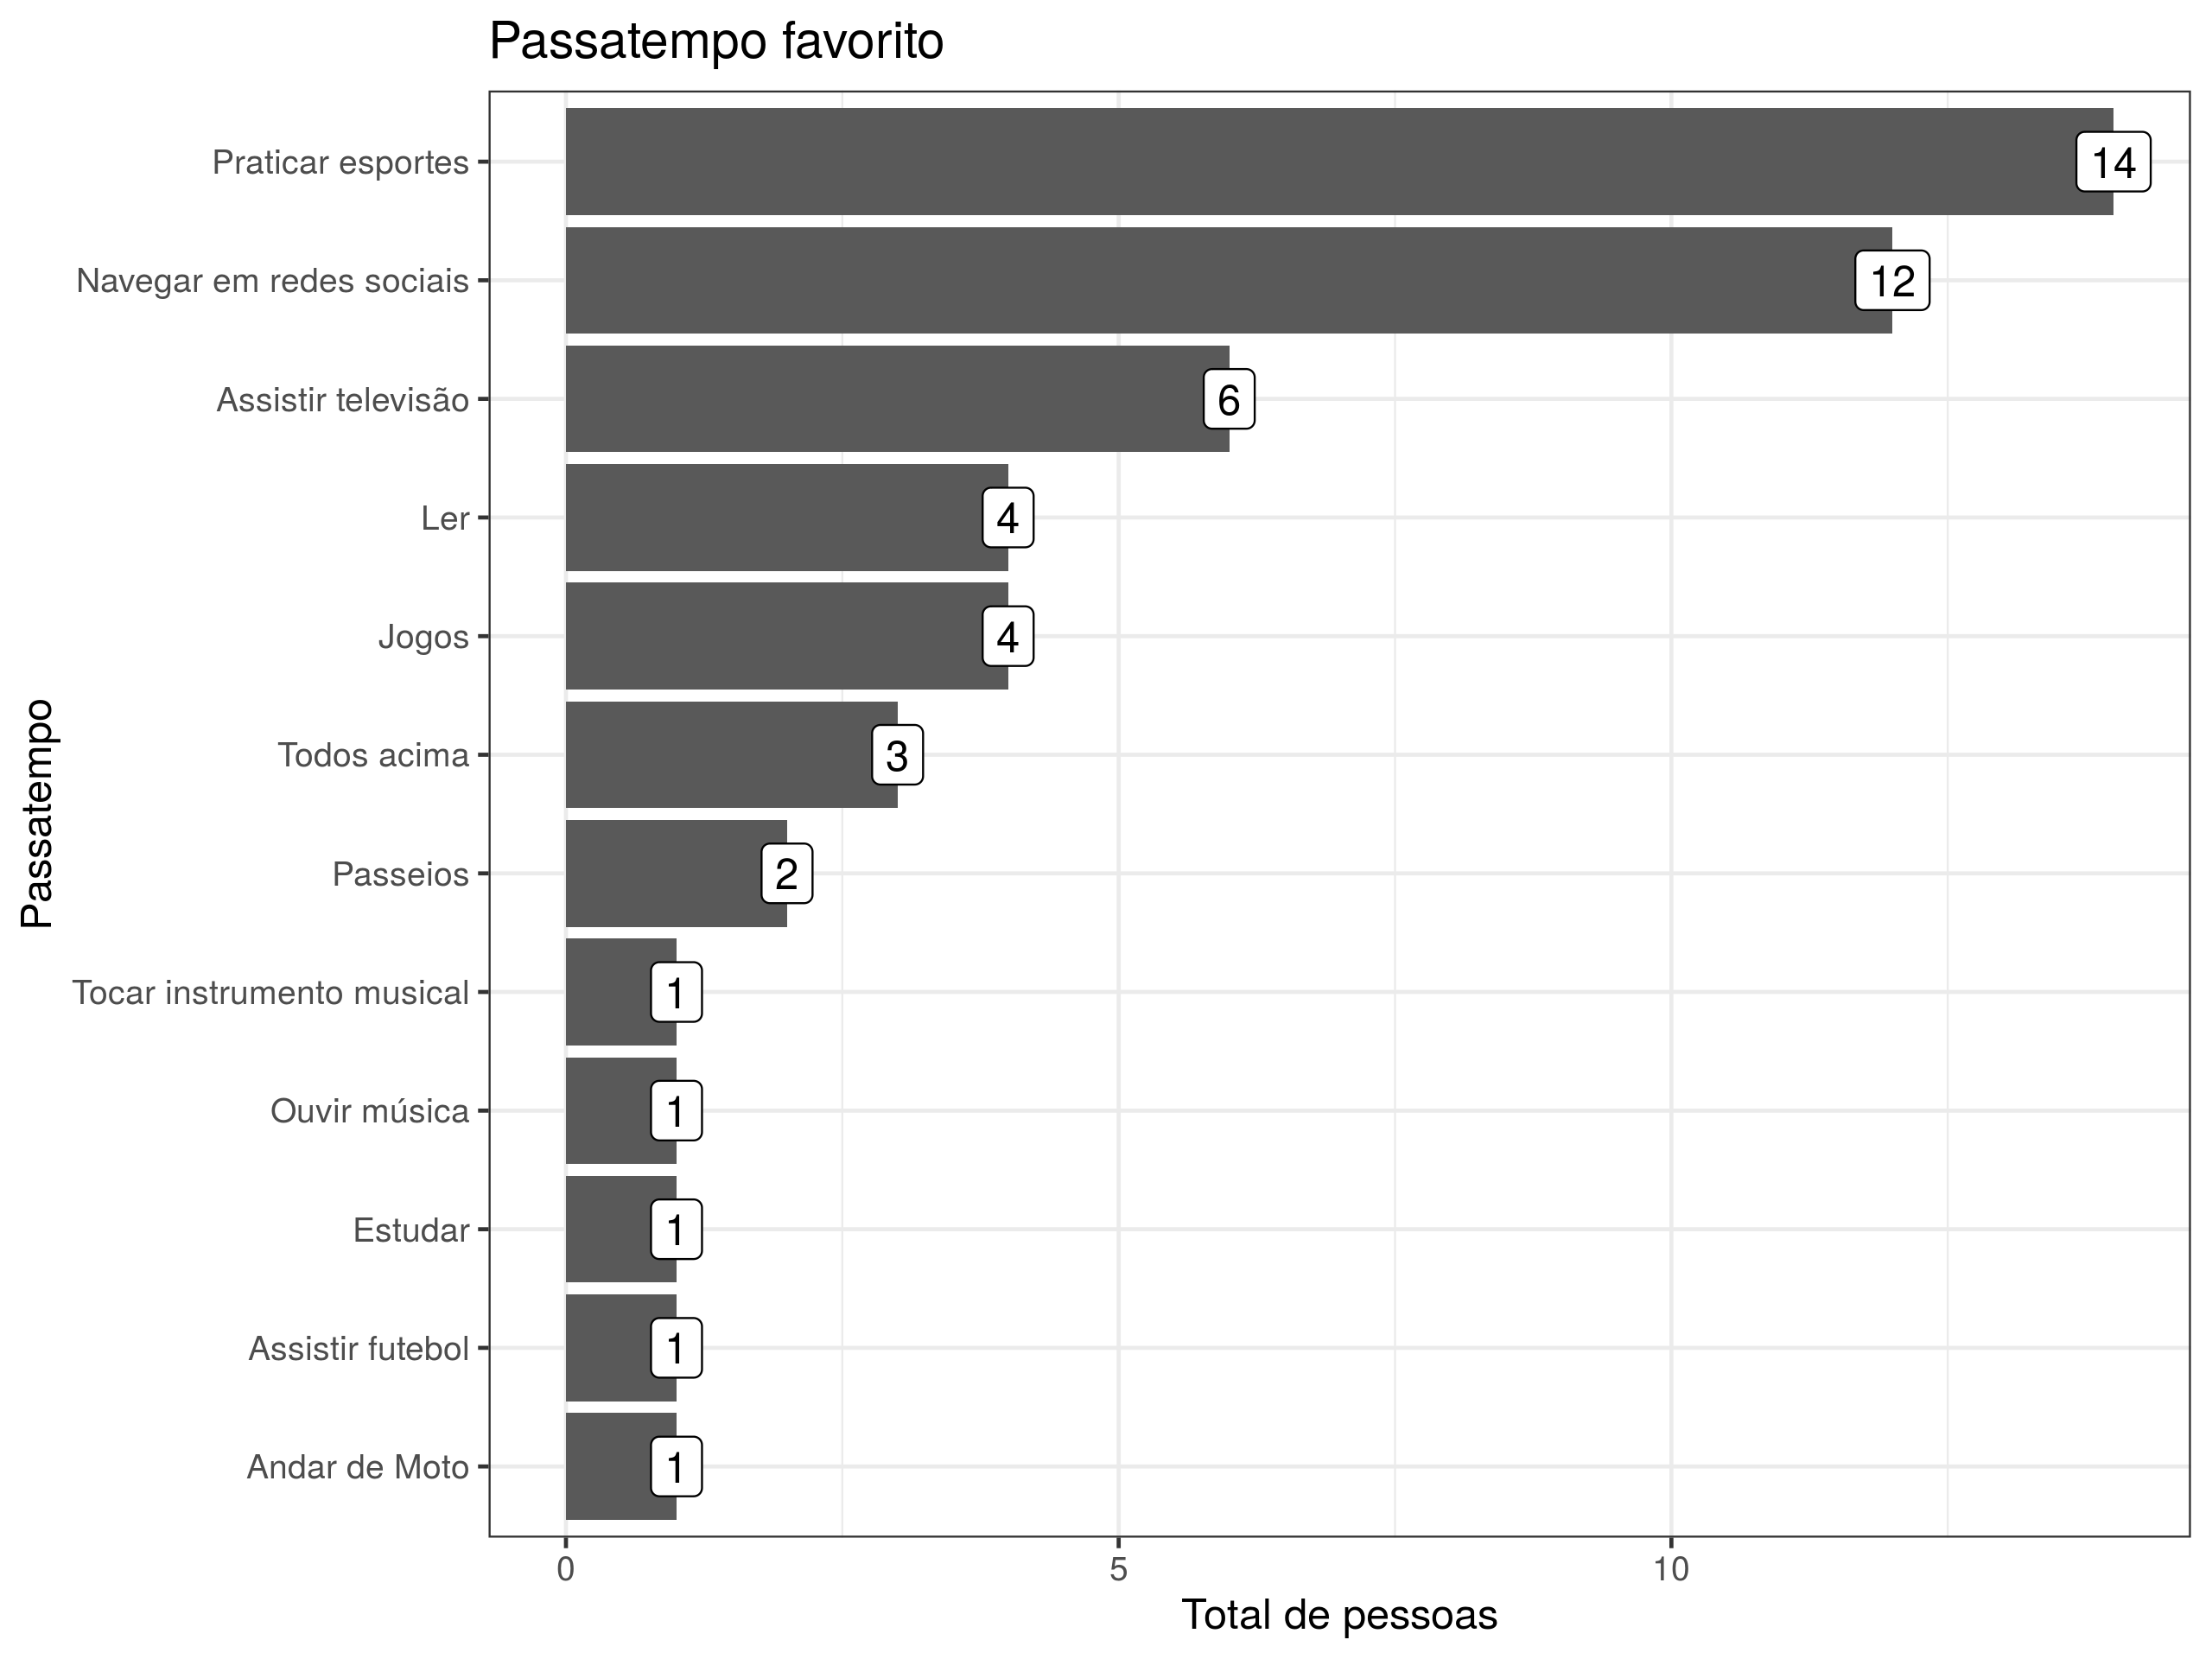 Passatempo favorito
Praticar esportes
14
Navegar em redes sociais
12
Assistir televisão
6
Ler
4
Jogos
4
Todos acima
3
Passeios
2
Tocar instrumento musical
1
Ouvir música
1
Estudar
1
Assistir futebol
1
Andar de Moto
1
Passatempo
0 5 10
Total de pessoas